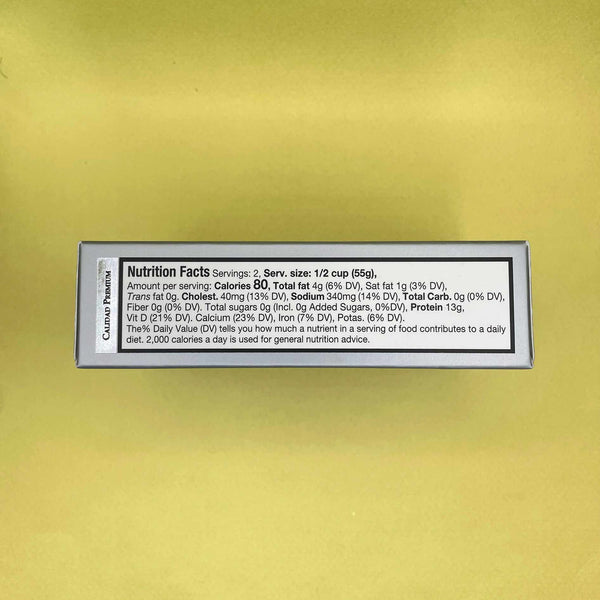 CALIDAD PREMIUM
Nutrition Facts Servings: 2, Serv. size: 1/2 cup (55g),
Amount per serving: Calories 80, Total fat 4g (6% DV), Sat fat 1g (3% DV),
Trans fat 0g. Cholest. 40mg (13% DV), Sodium 340mg (14% DV), Total Carb. 0g (0% DV),
Fiber 0g (0% DV). Total sugars 0g (Incl. 0g Added Sugars, 0%DV), Protein 13g,
Vit D (21% DV). Calcium (23% DV), Iron (7% DV), Potas. (6% DV).
The% Daily Value (DV) tells you how much a nutrient in a serving of food contributes to a daily
diet. 2,000 calories a day is used for general nutrition advice.